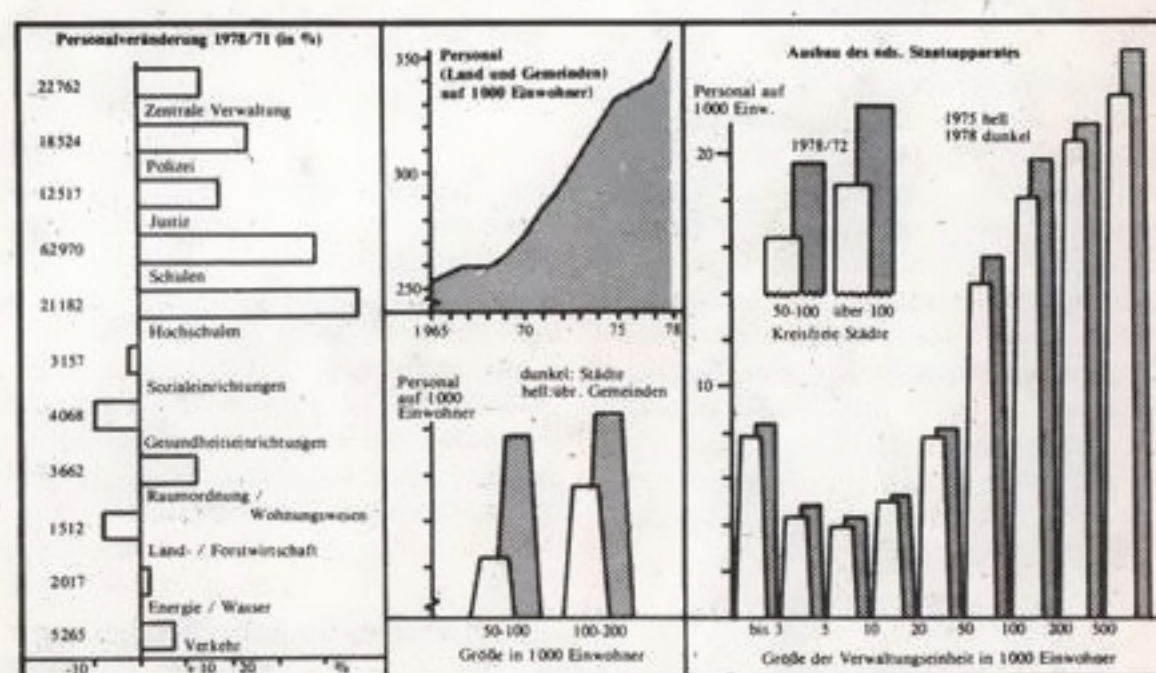 Personalveränderung 1978/71 (in %)
22762
Zentrale Verwaltung
18524
Polizei
12517
Justiz
62970
Schulen
21182
Hochschulen
3157
Sozialeinrichtungen
4068
Gesundheitseinrichtungen
3662
Raumordnung /
Wohnungswesen
1512
Land- / Forstwirtschaft
2017
Energie / Wasser
5265
Verkehr
-10 +10 %
Personal
(Land und Gemeinden)
auf 1000 Einwohner)
350
300
250
1965 70 75 78
Personal
auf 1000
Einwohner
dunkel: Städte
hell: übr. Gemeinden
50-100 100-200
Größe in 1000 Einwohner
Ausbau des nds. Staatsapparates
Personal auf
1000 Einw.
20
10
1978/72
1975 hell
1978 dunkel
50-100 über 100
Kreisfreie Städte
bis 3 5 10 20 50 100 200 500
Größe der Verwaltungseinheit in 1000 Einwohner